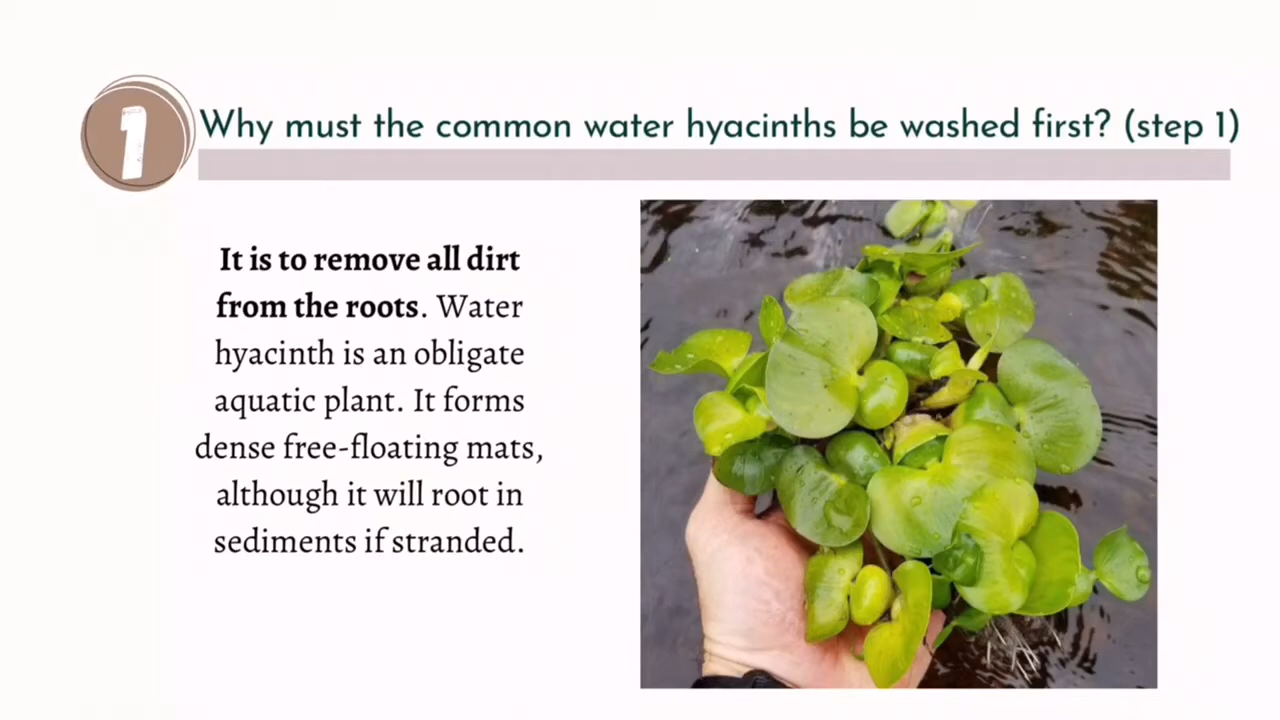 1
Why must the common water hyacinths be washed first? (step 1)
It is to remove all dirt
from the roots. Water
hyacinth is an obligate
aquatic plant. It forms
dense free-floating mats,
although it will root in
sediments if stranded.